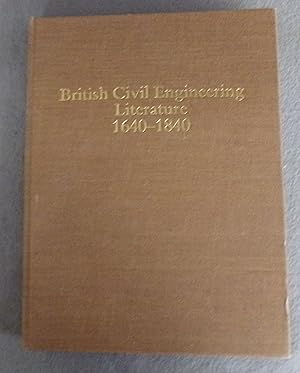 British Civil Engineering
Literature
1640–1840